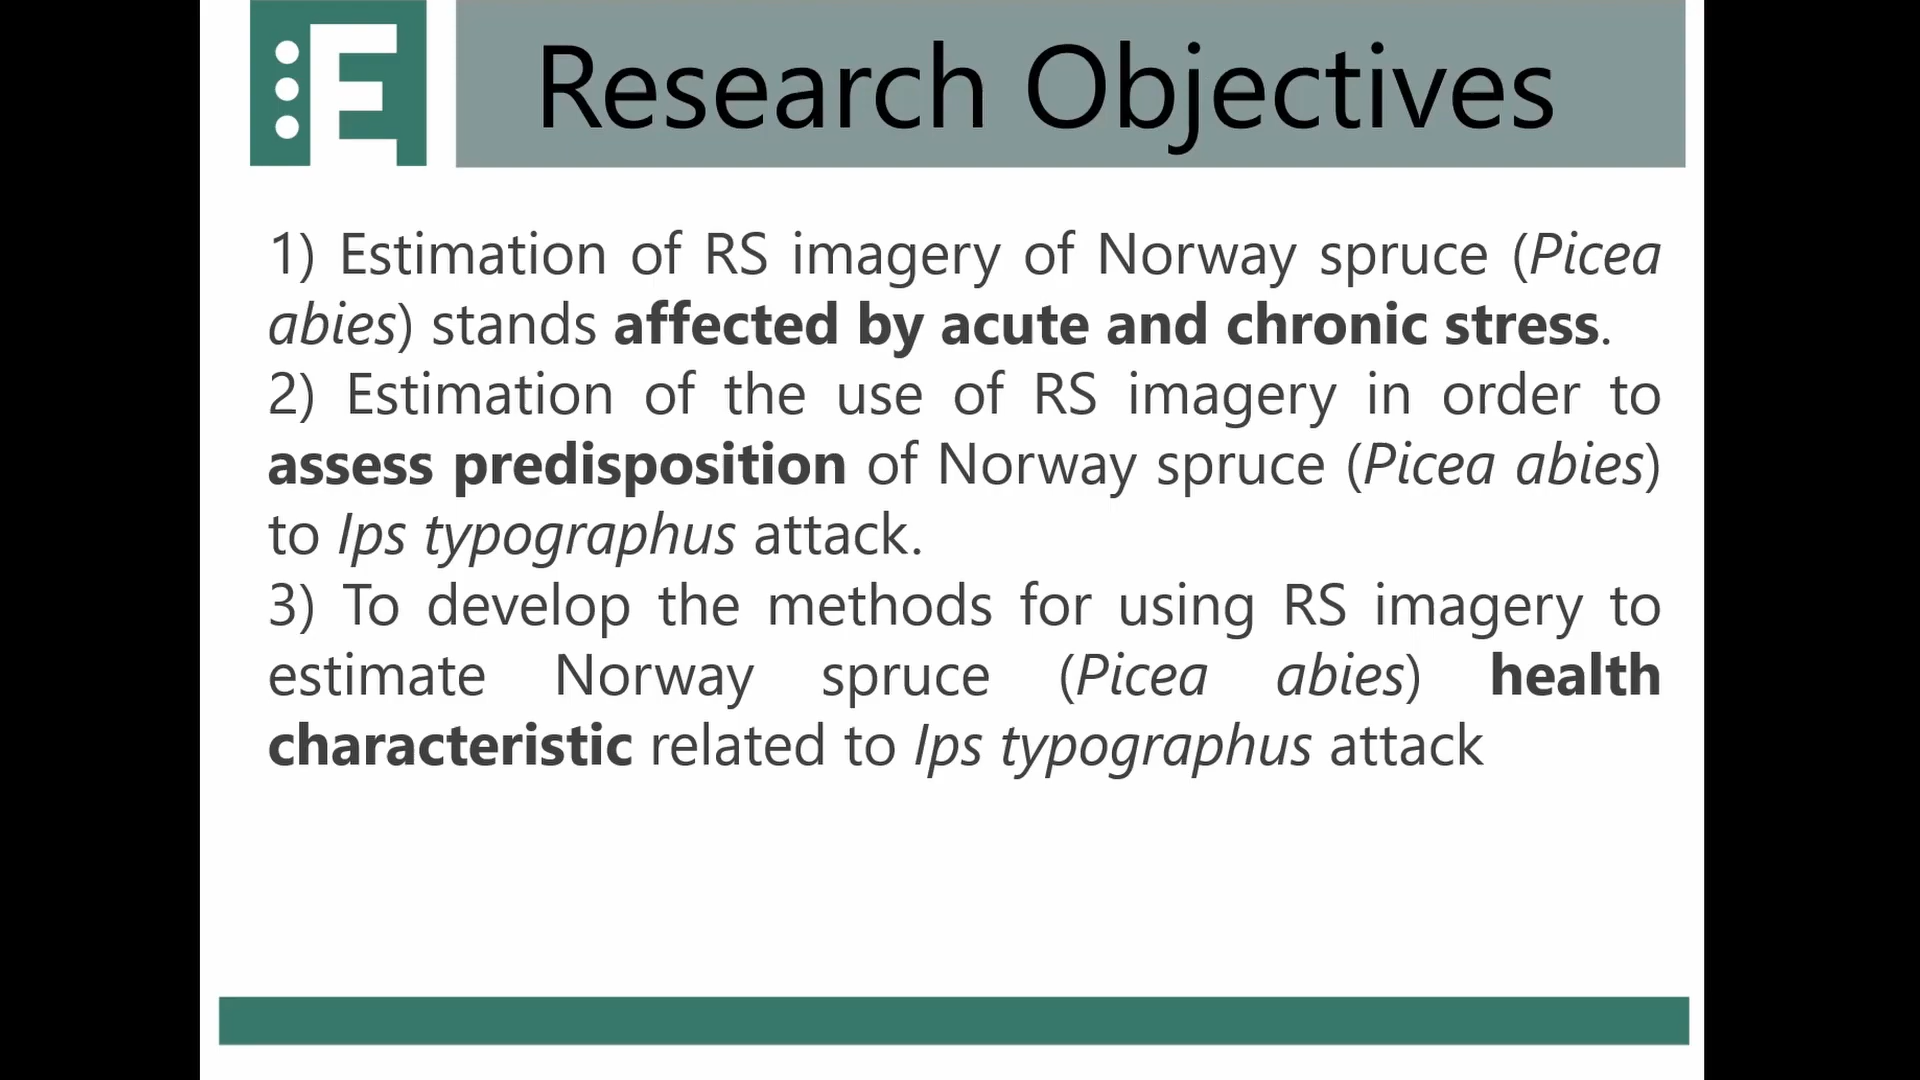 E
Research Objectives
1) Estimation of RS imagery of Norway spruce (Picea
abies) stands affected by acute and chronic stress.
2) Estimation of the use of RS imagery in order to
assess predisposition of Norway spruce (Picea abies)
to Ips typographus attack.
3) To develop the methods for using RS imagery to
estimate Norway spruce (Picea abies) health
characteristic related to Ips typographus attack